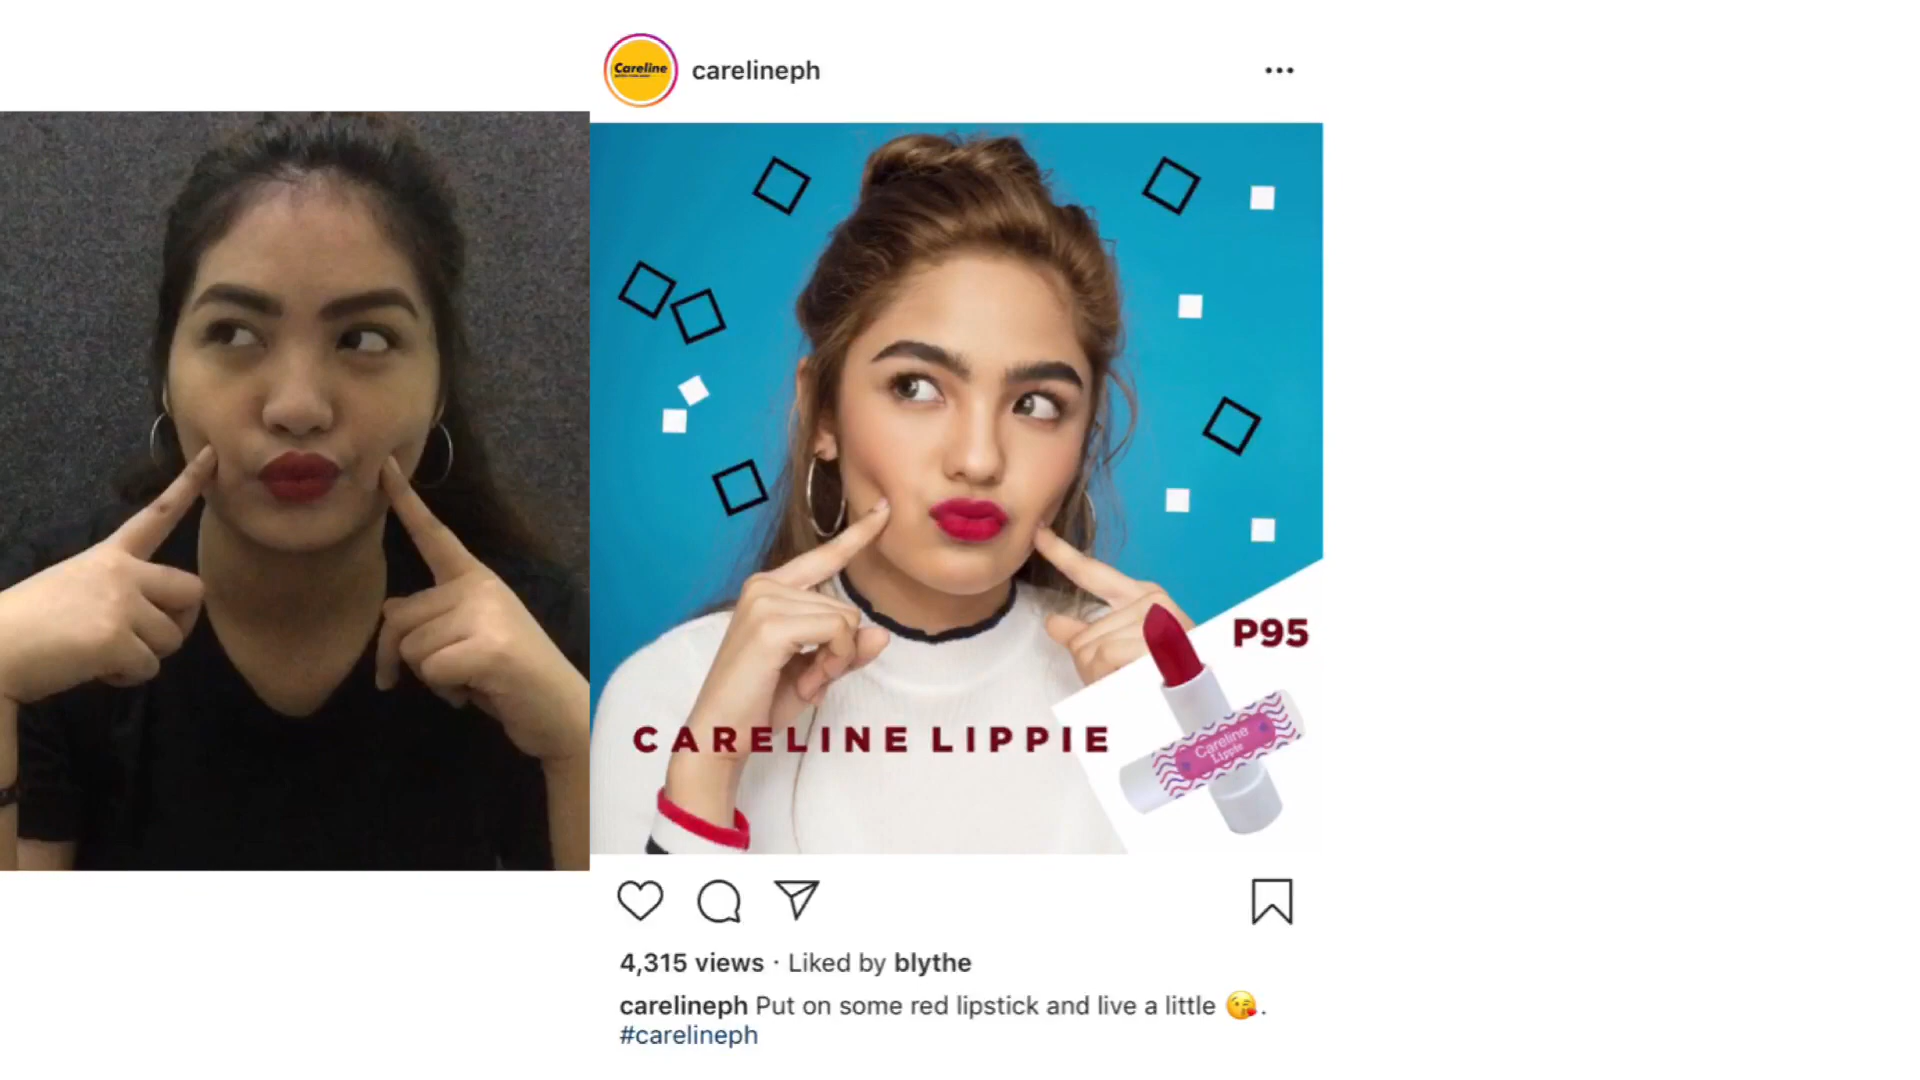 Careline
carelineph
P95
CARELINE LIPPIE
Careline
Lippie
4,315 views · Liked by blythe
carelineph Put on some red lipstick and live a little 😘.
#carelineph